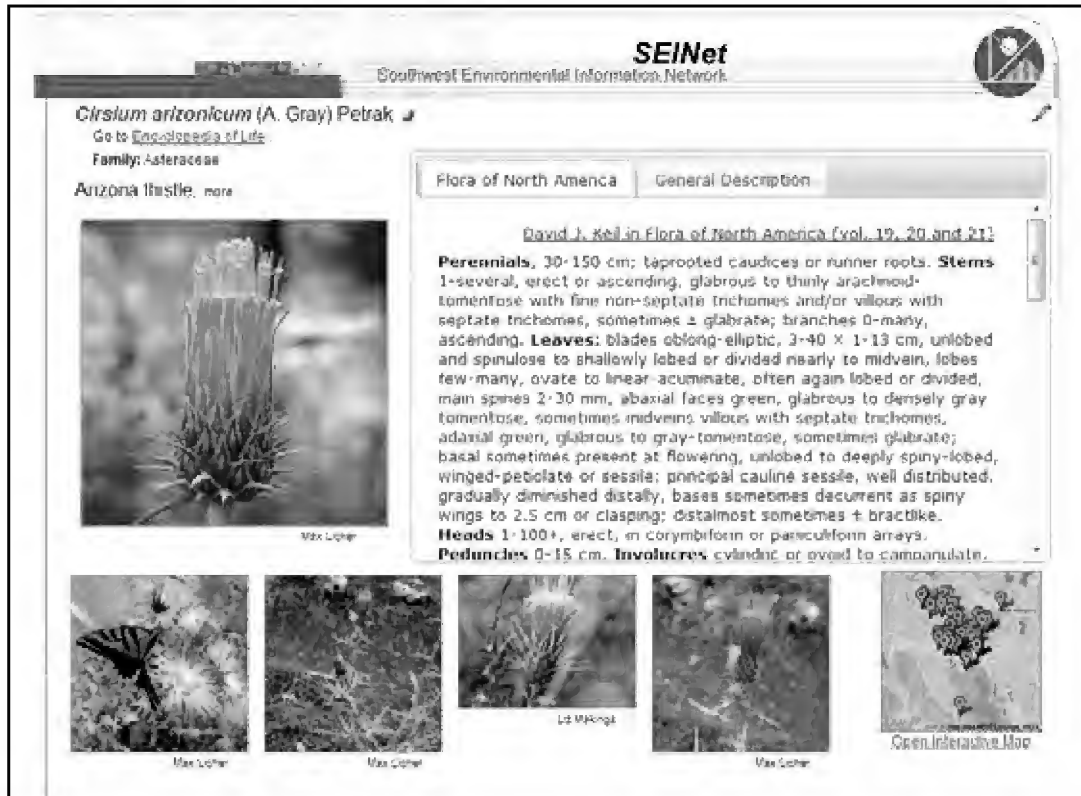 SEINet
Southwest Environmental Information Network
Cirsium arizonicum (A. Gray) Petrak
Go to Encyclopedia of Life
Family: Asteraceae
Arizona thistle, more
Flora of North America
General Description
David J. Keil in Flora of North America (vol. 19, 20 and 21)
Perennials, 30-150 cm; taprooted caudices or runner roots. Stems
1-several, erect or ascending, glabrous to thinly arachnoid-
tomentose with fine non-septate trichomes and/or villous with
septate trichomes, sometimes ± glabrate; branches 0-many,
ascending. Leaves: blades oblong-elliptic, 3-40 × 1-13 cm, unlobed
and spinulose to shallowly lobed or divided nearly to midvein, lobes
few-many, ovate to linear-acuminate, often again lobed or divided,
main spines 2-30 mm, abaxial faces green, glabrous to densely gray
tomentose, sometimes midveins villous with septate trichomes,
adaxial green, glabrous to gray-tomentose, sometimes glabrate;
basal sometimes present at flowering, unlobed to deeply spiny-lobed,
winged-petiolate or sessile; principal cauline sessile, well distributed,
gradually diminished distally, bases sometimes decurrent as spiny
wings to 2.5 cm or clasping; distalmost sometimes ± bractlike.
Heads 1-100+, erect, in corymbiform or paniculiform arrays.
Peduncles 0-15 cm. Involucres cylindric or ovoid to campanulate,
Max Licher
Max Licher
Max Licher
Max Licher
Open Interactive Map